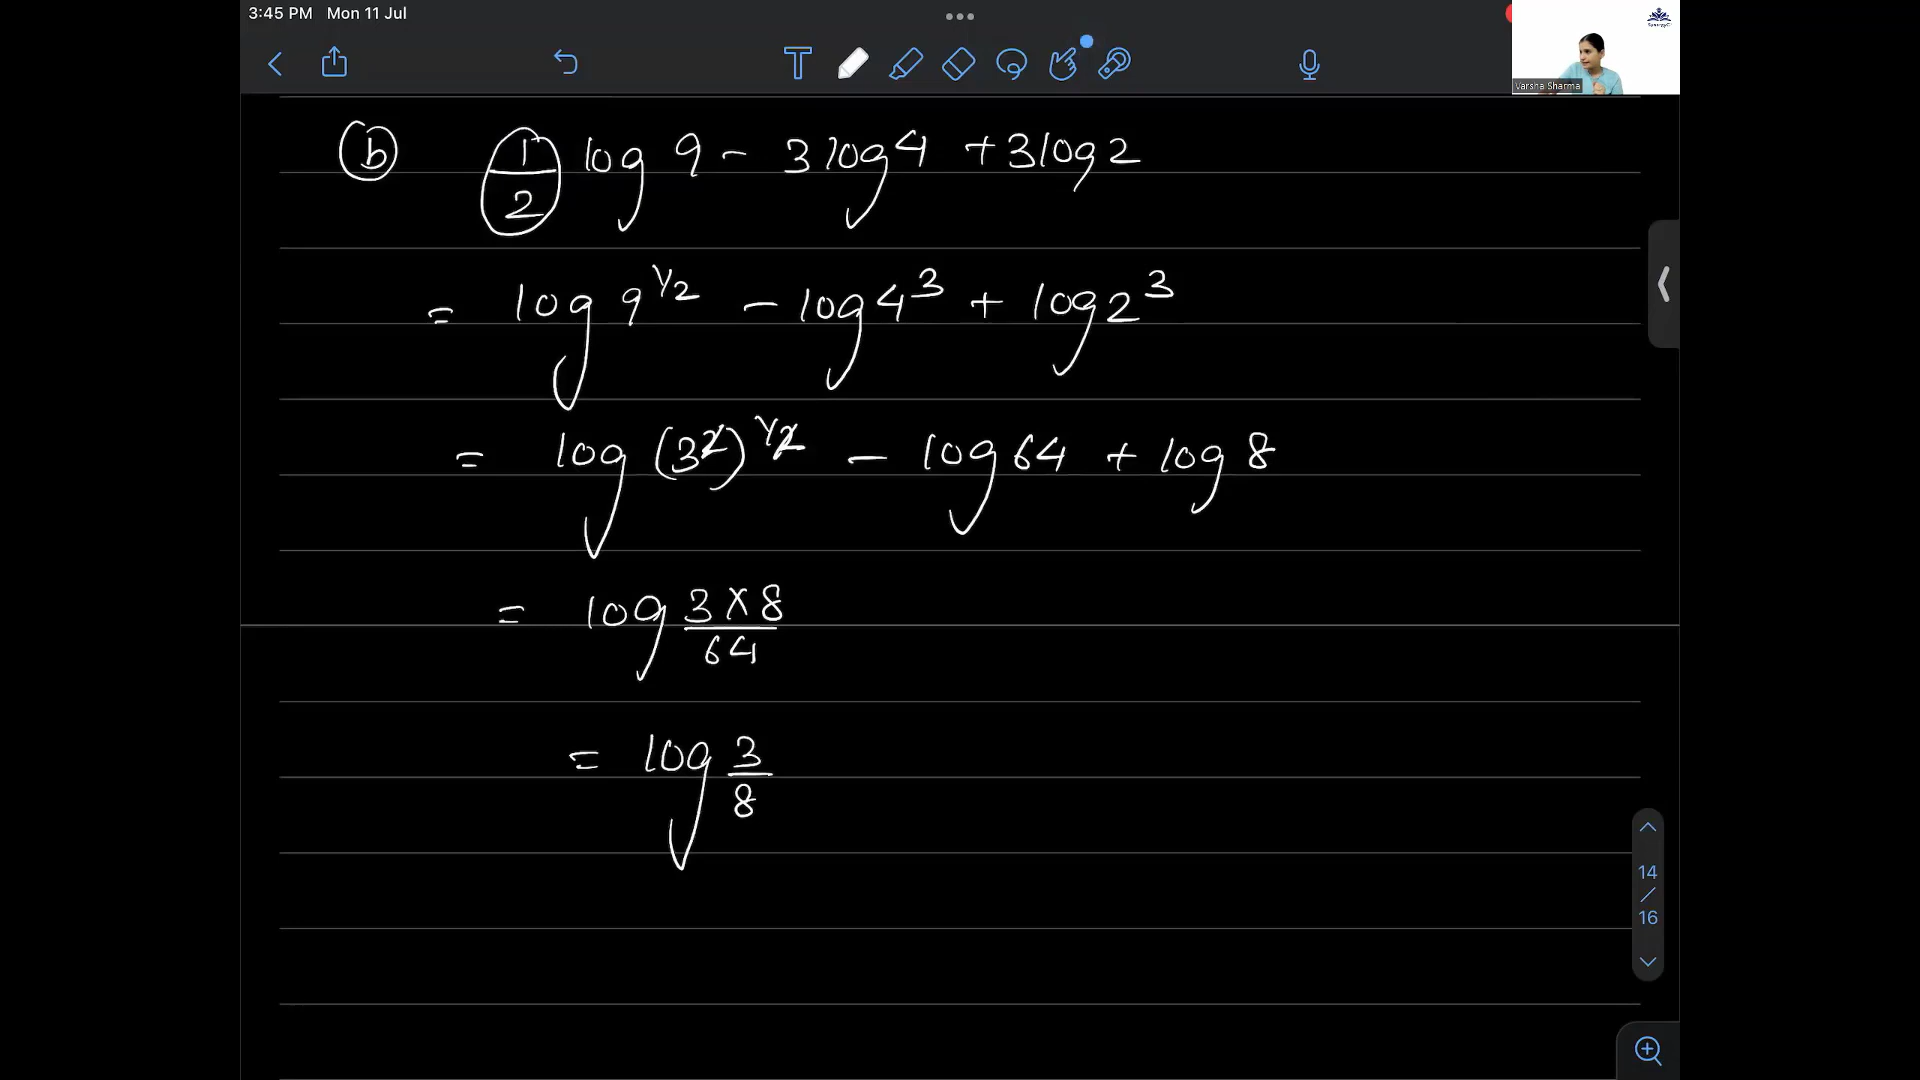 3:45 PM Mon 11 Jul
Varsha Sharma
(b) 1/2 log 9 - 3 log 4 + 3 log 2
= log 9^1/2 - log 4^3 + log 2^3
= log (3^2)^1/2 - log 64 + log 8
= log 3 × 8 / 64
= log 3/8
14 / 16